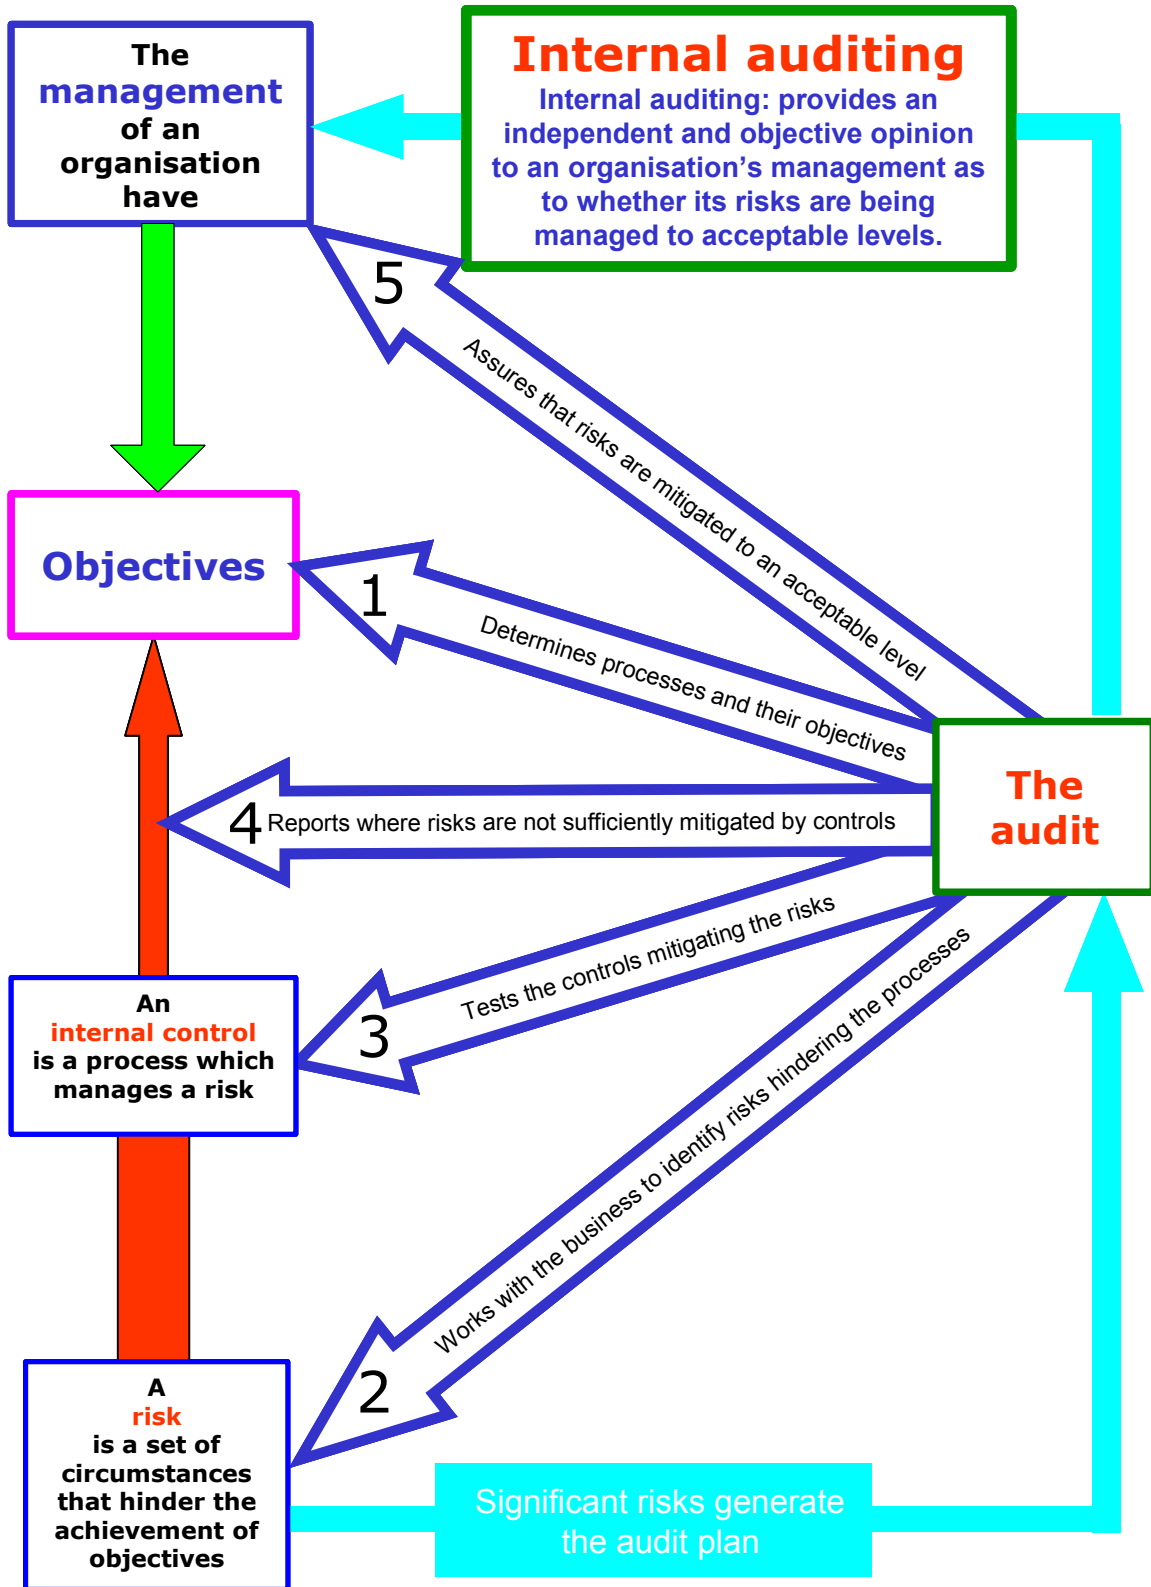 The
management
of an
organisation
have
Internal auditing
Internal auditing: provides an
independent and objective opinion
to an organisation's management as
to whether its risks are being
managed to acceptable levels.
5
Assures that risks are mitigated to an acceptable level
Objectives
1
Determines processes and their objectives
The
audit
4
Reports where risks are not sufficiently mitigated by controls
An
internal control
is a process which
manages a risk
3
Tests the controls mitigating the risks
2
Works with the business to identify risks hindering the processes
A
risk
is a set of
circumstances
that hinder the
achievement of
objectives
Significant risks generate
the audit plan